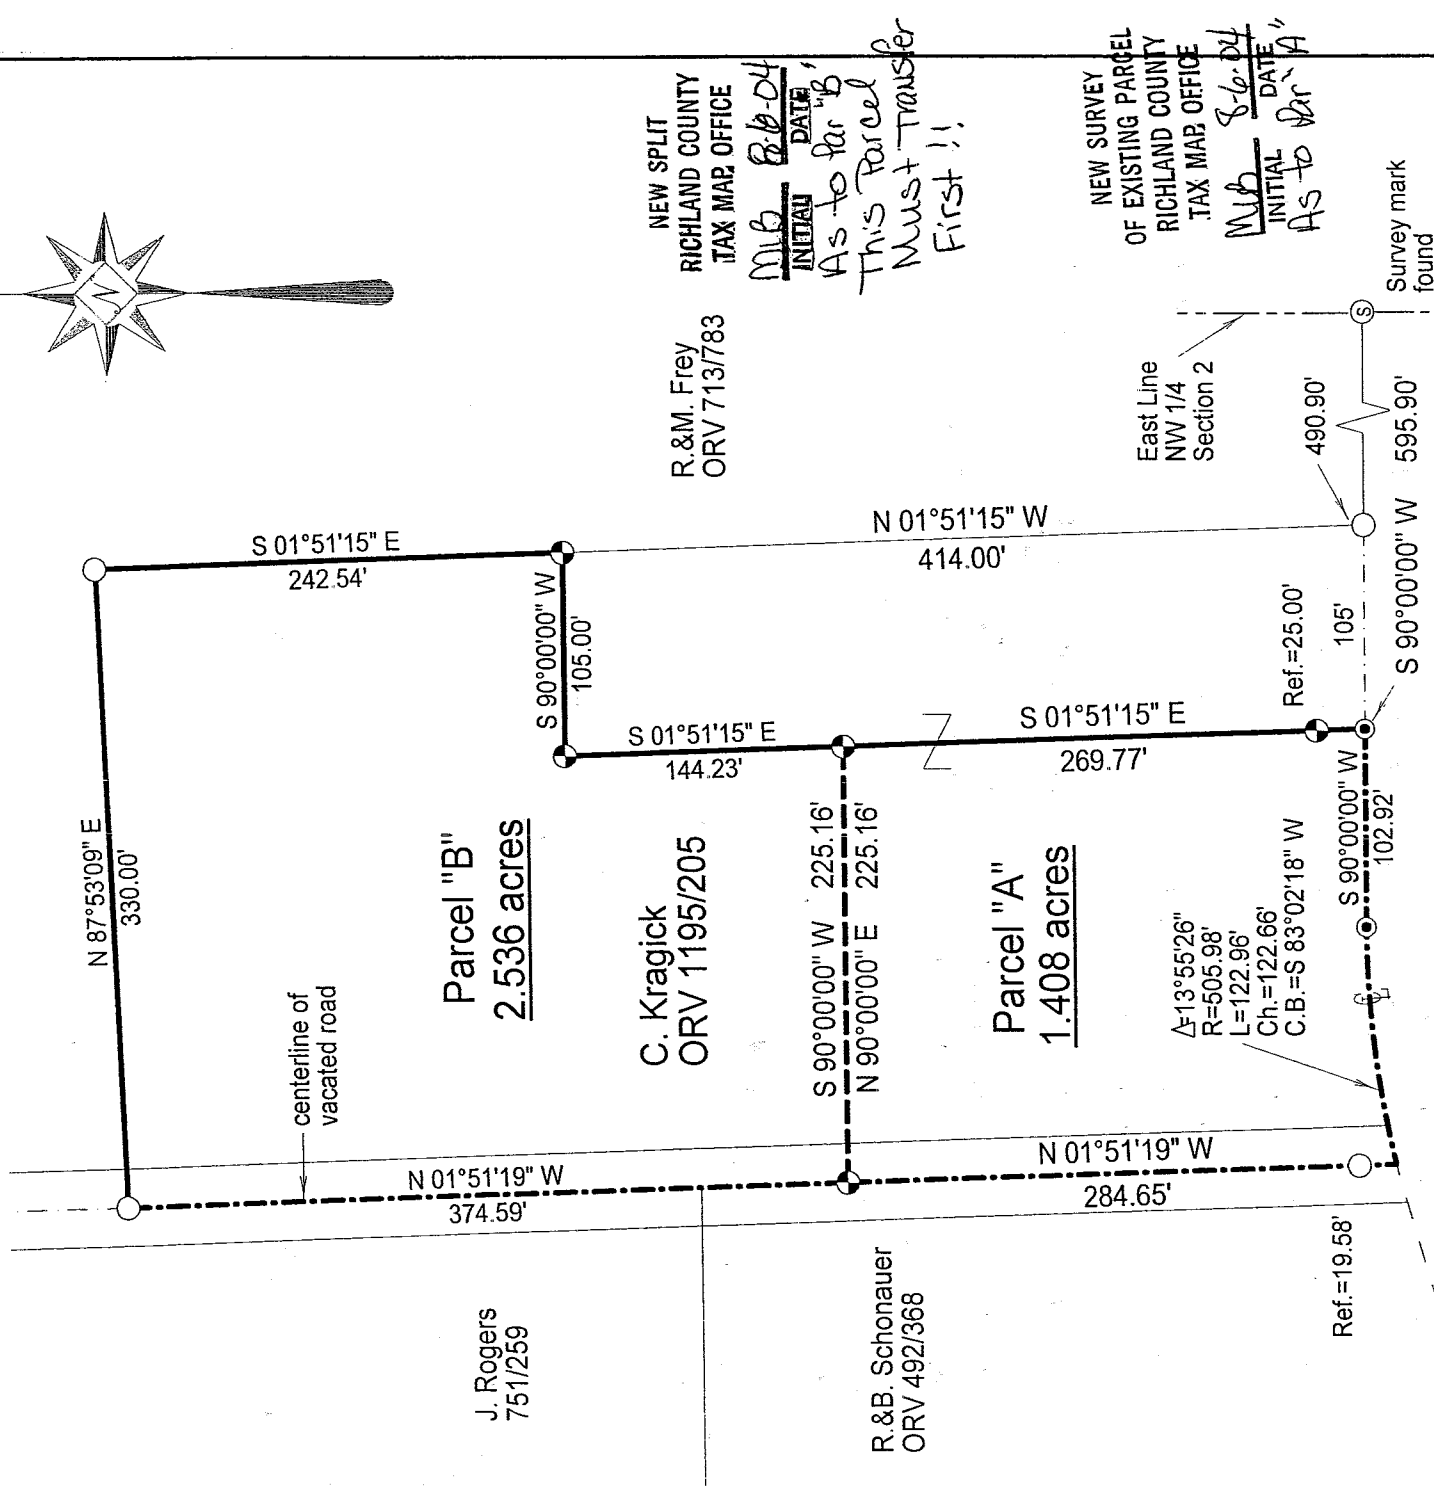 N
NEW SPLIT
RICHLAND COUNTY
TAX MAP OFFICE
MLB 8-6-04
INITIAL DATE
As to Par "B"
This Parcel
Must Transfer
First !!
NEW SURVEY
OF EXISTING PARCEL
RICHLAND COUNTY
TAX MAP OFFICE
MLB 8-6-04
INITIAL DATE
As to Par "A"
Survey mark
found
S
R.&M. Frey
ORV 713/783
East Line
NW 1/4
Section 2
490.90'
S 90°00'00" W 595.90'
N 01°51'15" W
414.00'
S 01°51'15" E
242.54'
S 90°00'00" W
105.00'
Ref.=25.00'
105'
S 01°51'15" E
144.23'
S 01°51'15" E
269.77'
N 87°53'09" E
330.00'
Parcel "B"
2.536 acres
C. Kragick
ORV 1195/205
S 90°00'00" W 225.16'
N 90°00'00" E 225.16'
Parcel "A"
1.408 acres
S 90°00'00" W
102.92'
Δ=13°55'26"
R=505.98'
L=122.96'
Ch.=122.66'
C.B.=S 83°02'18" W
centerline of
vacated road
N 01°51'19" W
374.59'
N 01°51'19" W
284.65'
J. Rogers
751/259
R.&B. Schonauer
ORV 492/368
Ref.=19.58'